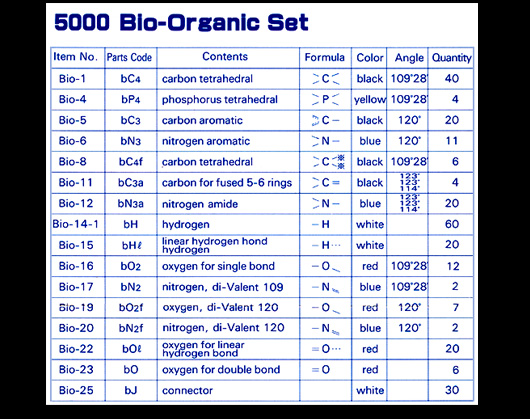 5000 Bio-Organic Set
Item No. Parts Code Contents Formula Color Angle Quantity
Bio-1 bC4 carbon tetrahedral C black 109°28' 40
Bio-4 bP4 phosphorus tetrahedral P yellow 109°28' 4
Bio-5 bC3 carbon aromatic C− black 120° 20
Bio-6 bN3 nitrogen aromatic N− blue 120° 11
Bio-8 bC4f carbon tetrahedral C※※ black 109°28' 6
Bio-11 bC3a carbon for fused 5-6 rings C= black 123° 123° 114° 4
Bio-12 bN3a nitrogen amide N− blue 123° 123° 114° 20
Bio-14-1 bH hydrogen −H white 60
Bio-15 bHℓ linear hydrogen hond hydrogen −H··· white 20
Bio-16 bO2 oxygen for single bond −O red 109°28' 12
Bio-17 bN2 nitrogen, di-Valent 109 −N blue 109°28' 2
Bio-19 bO2f oxygen, di-Valent 120 −O red 120° 7
Bio-20 bN2f nitrogen, di-Valent 120 −N blue 120° 2
Bio-22 bOℓ oxygen for linear hydrogen bond =O··· red 20
Bio-23 bO oxygen for double bond =O red 6
Bio-25 bJ connector white 30